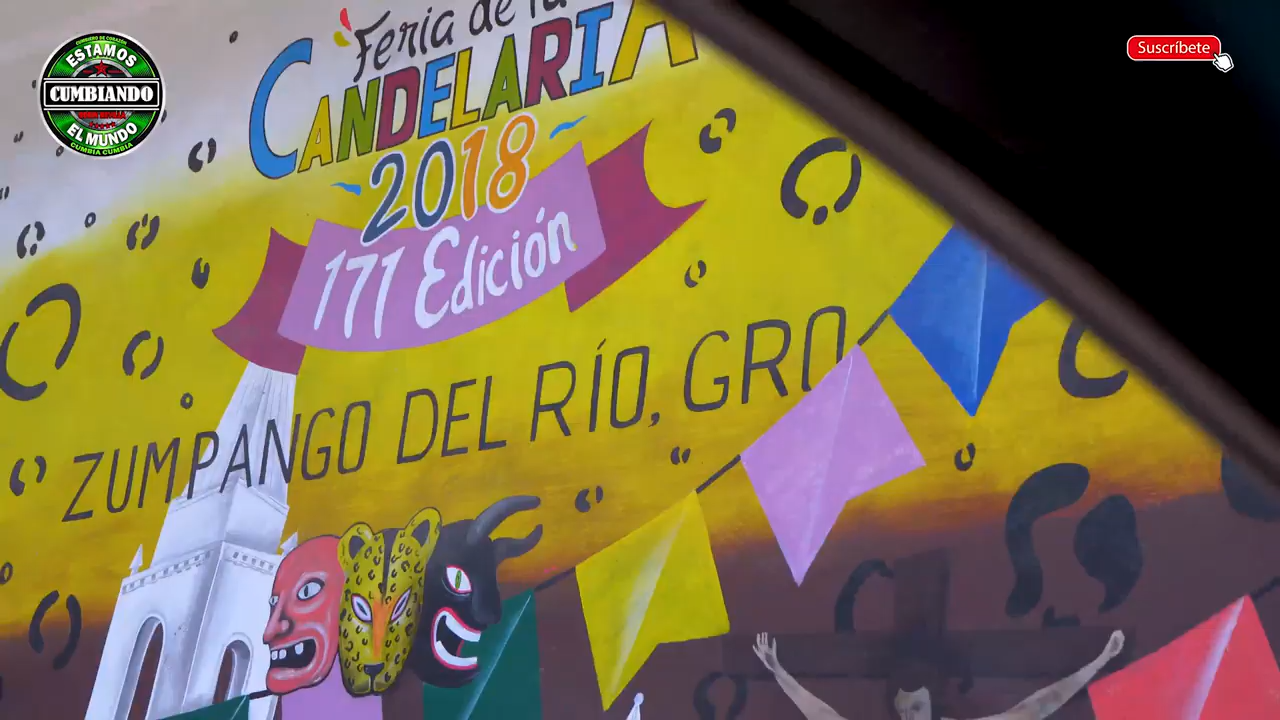 Feria de la
CANDELARIA
2018
171 Edición
ZUMPANGO DEL RÍO, GRO
ESTAMOS
CUMBIANDO
EL MUNDO
CUMBIA CUMBIA
Suscríbete